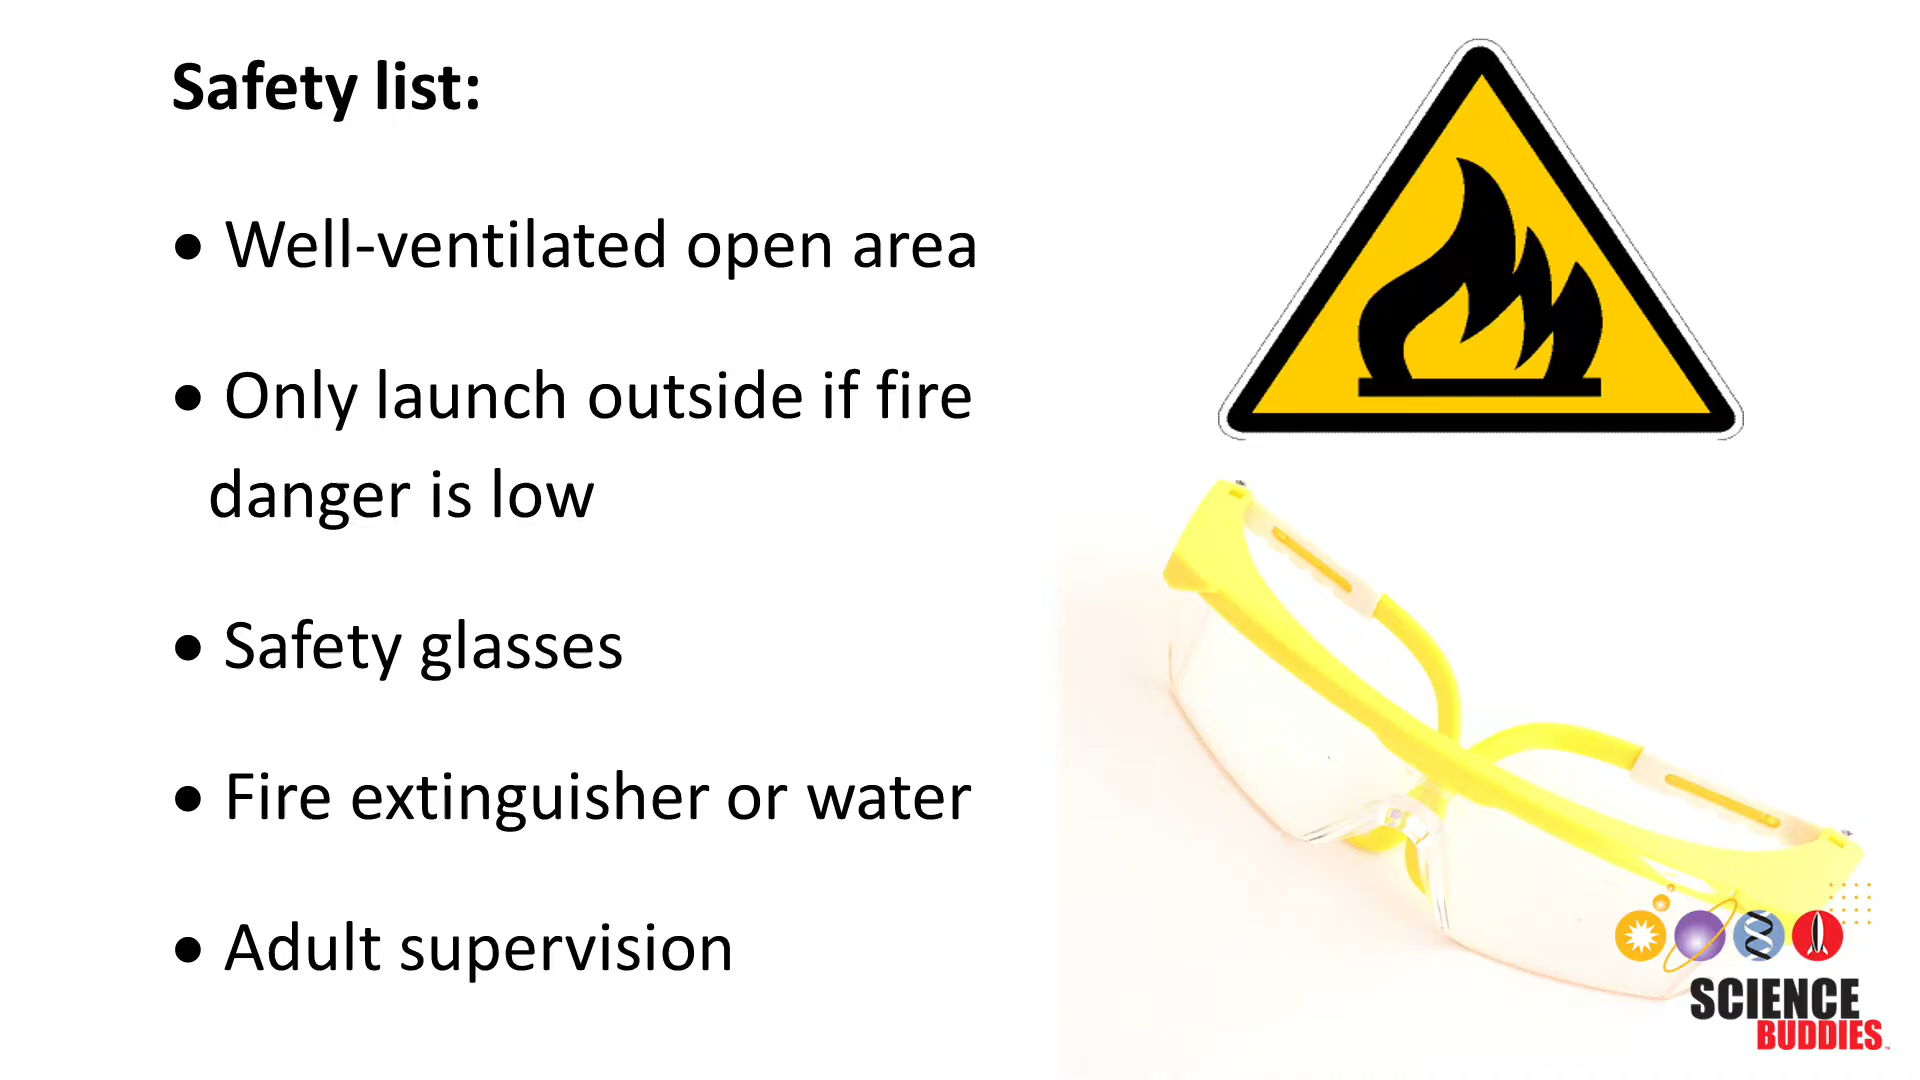 Safety list:
• Well-ventilated open area
• Only launch outside if fire
danger is low
• Safety glasses
• Fire extinguisher or water
• Adult supervision
SCIENCE
BUDDIES